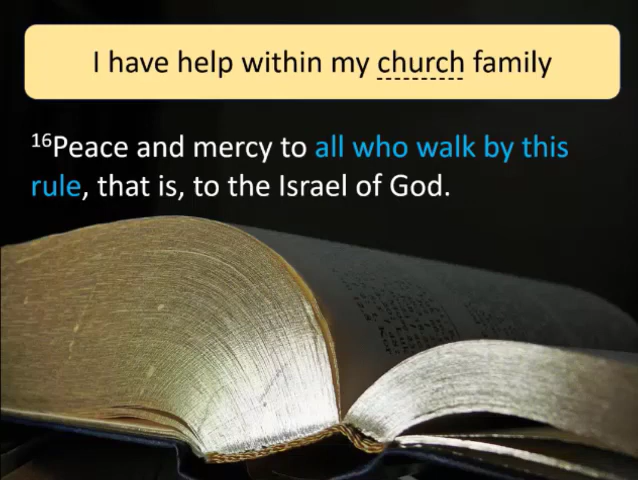 I have help within my church family
¹⁶Peace and mercy to all who walk by this
rule, that is, to the Israel of God.